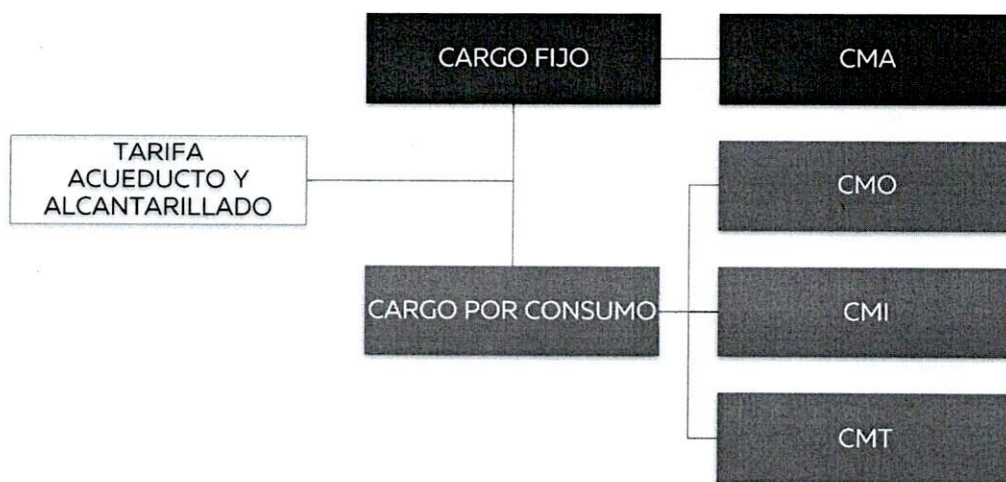 CARGO FIJO
CMA
TARIFA
ACUEDUCTO Y
ALCANTARILLADO
CMO
CARGO POR CONSUMO
CMI
CMT